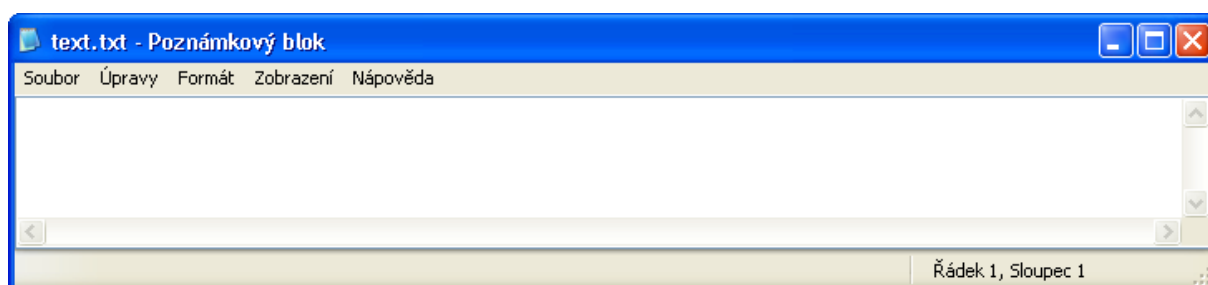 text.txt - Poznámkový blok
Soubor Úpravy Formát Zobrazení Nápověda
Řádek 1, Sloupec 1